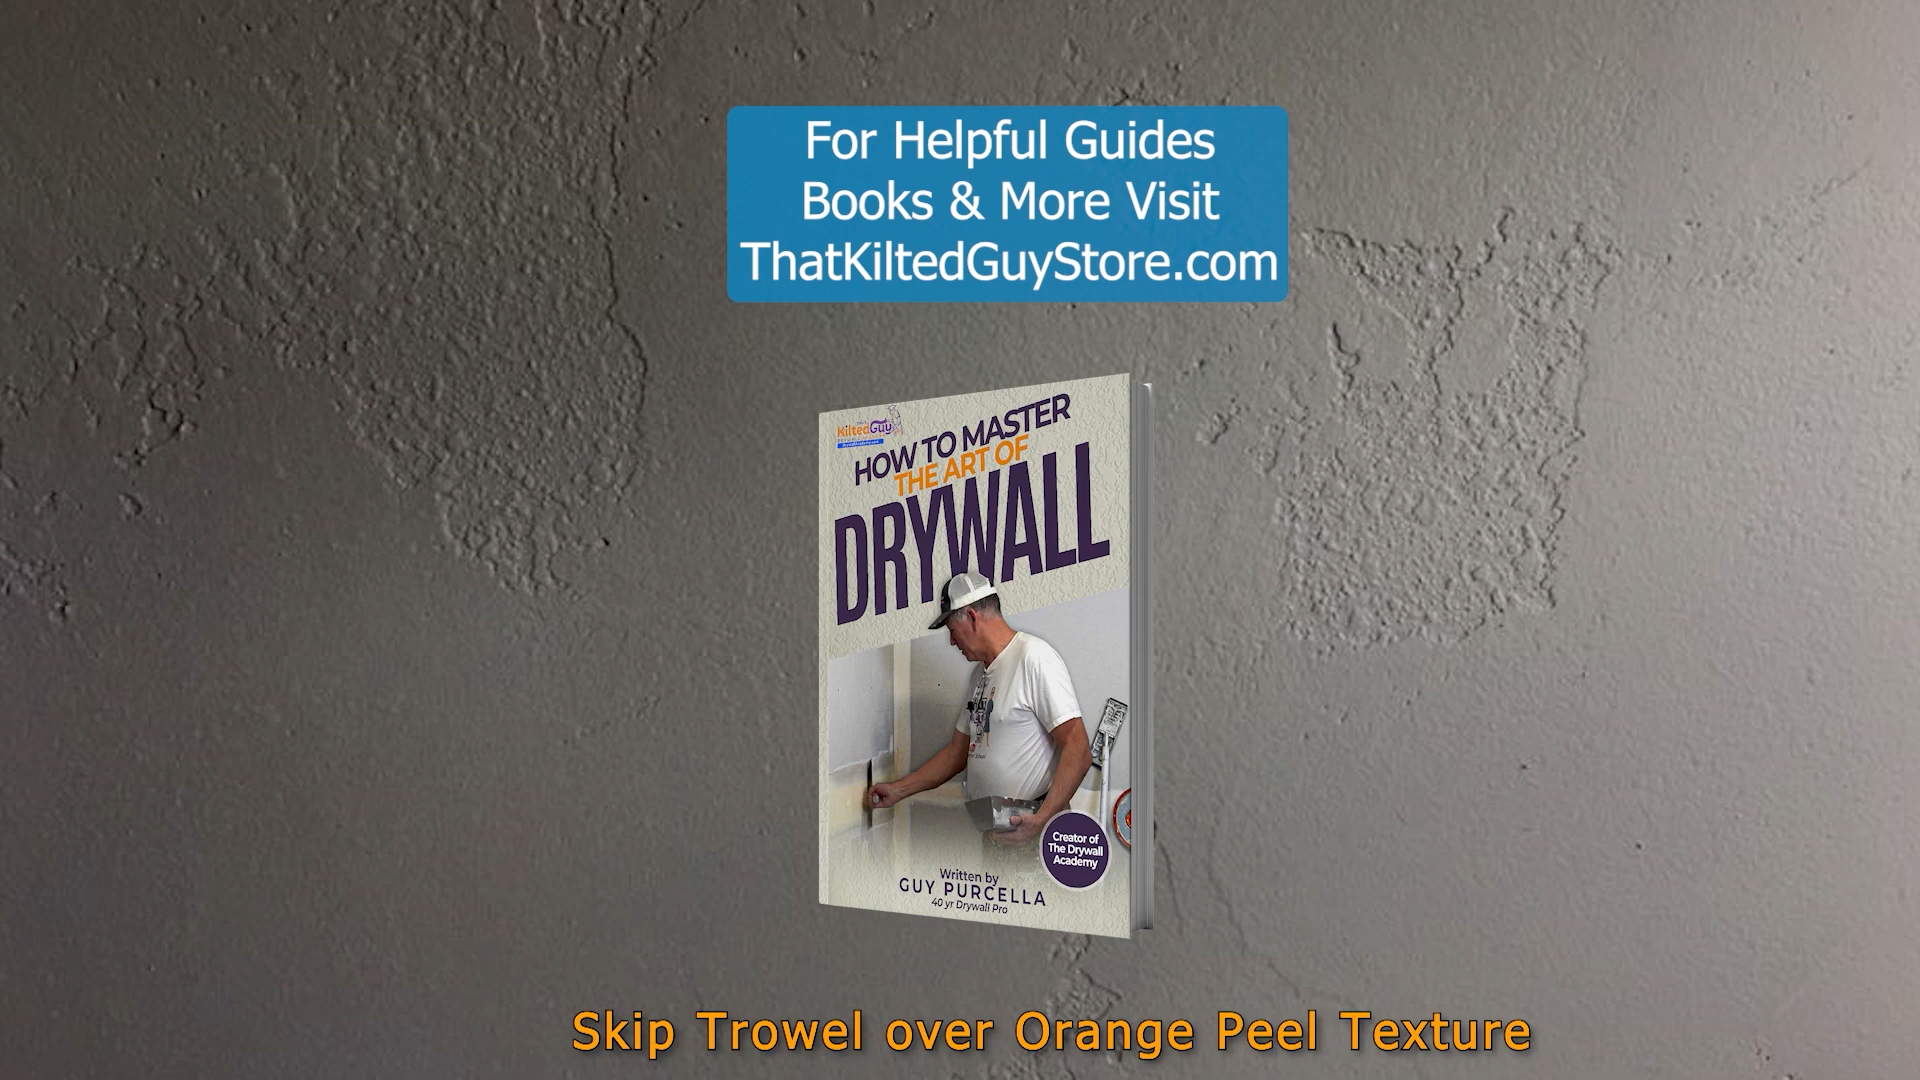 For Helpful Guides
Books & More Visit
ThatKiltedGuyStore.com
KiltedGuy
HOW TO MASTER
THE ART OF
DRYWALL
Creator of
The Drywall
Academy
Written by
GUY PURCELLA
40 yr Drywall Pro
Skip Trowel over Orange Peel Texture